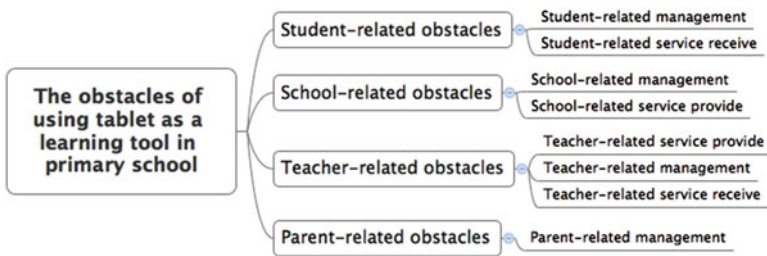 The obstacles of
using tablet as a
learning tool in
primary school
Student-related obstacles
Student-related management
Student-related service receive
School-related obstacles
School-related management
School-related service provide
Teacher-related obstacles
Teacher-related service provide
Teacher-related management
Teacher-related service receive
Parent-related obstacles
Parent-related management